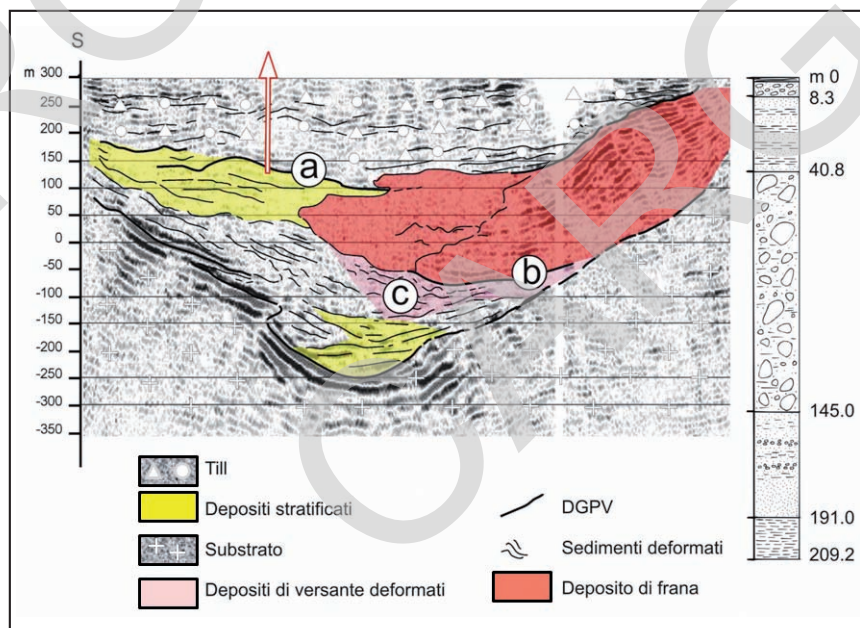 S
m 300
250
200
150
100
50
0
-50
-100
-150
-200
-250
-300
-350
a
b
c
m 0
8.3
40.8
145.0
191.0
209.2
Till
Depositi stratificati
Substrato
Depositi di versante deformati
DGPV
Sedimenti deformati
Deposito di frana